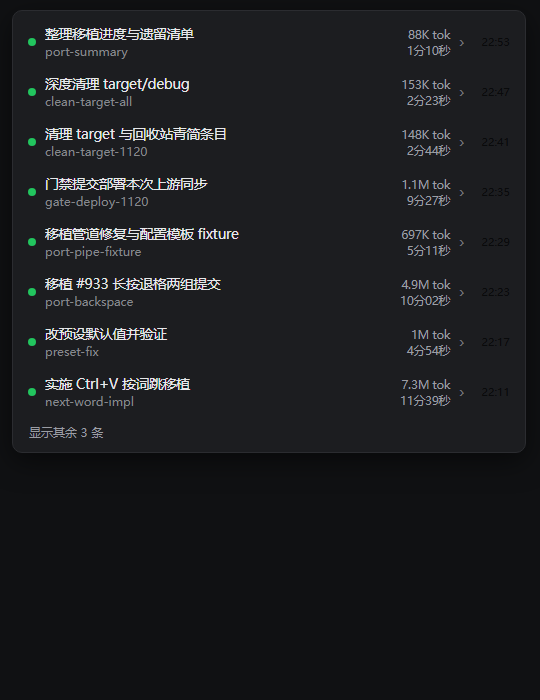 整理移植进度与遗留清单 88K tok 22:53
port-summary 1分10秒
深度清理 target/debug 153K tok 22:47
clean-target-all 2分23秒
清理 target 与回收站青简条目 148K tok 22:41
clean-target-1120 2分44秒
门禁提交部署本次上游同步 1.1M tok 22:35
gate-deploy-1120 9分27秒
移植管道修复与配置模板 fixture 697K tok 22:29
port-pipe-fixture 5分11秒
移植 #933 长按退格两组提交 4.9M tok 22:23
port-backspace 10分02秒
改预设默认值并验证 1M tok 22:17
preset-fix 4分54秒
实施 Ctrl+V 按词跳移植 7.3M tok 22:11
next-word-impl 11分39秒
显示其余 3 条